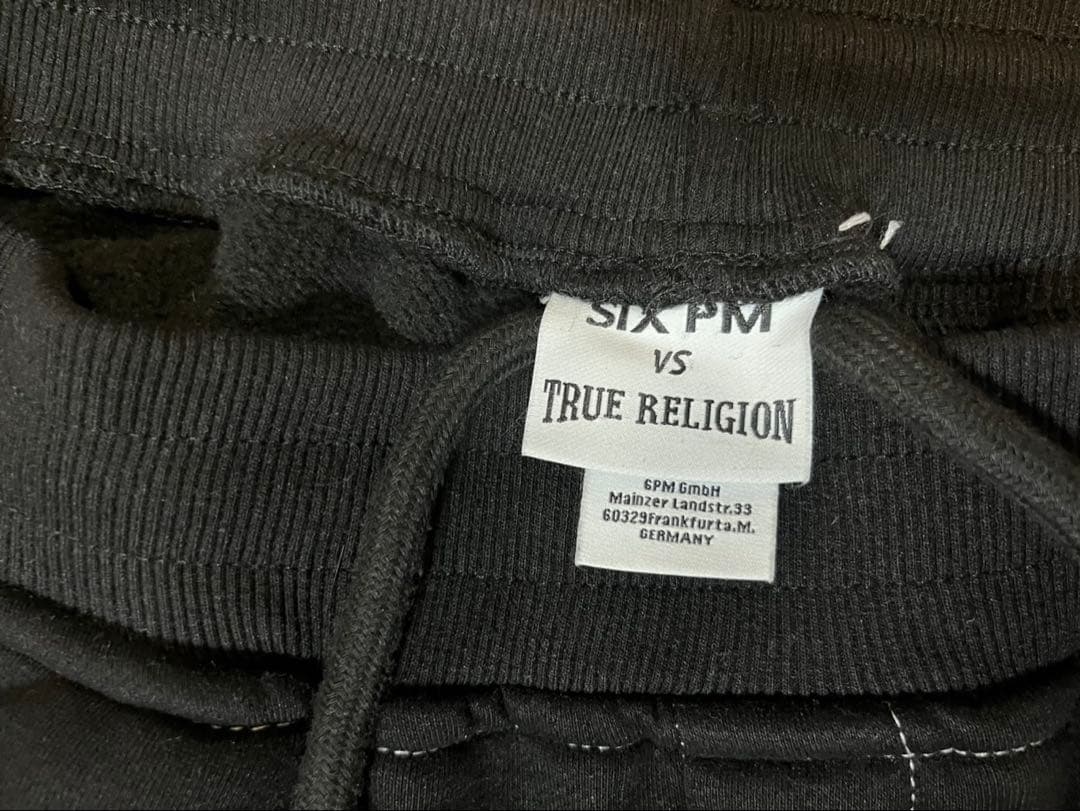 SIX PM
VS
TRUE RELIGION
6PM GmbH
Mainzer Landstr.33
60329Frankfurta.M.
GERMANY